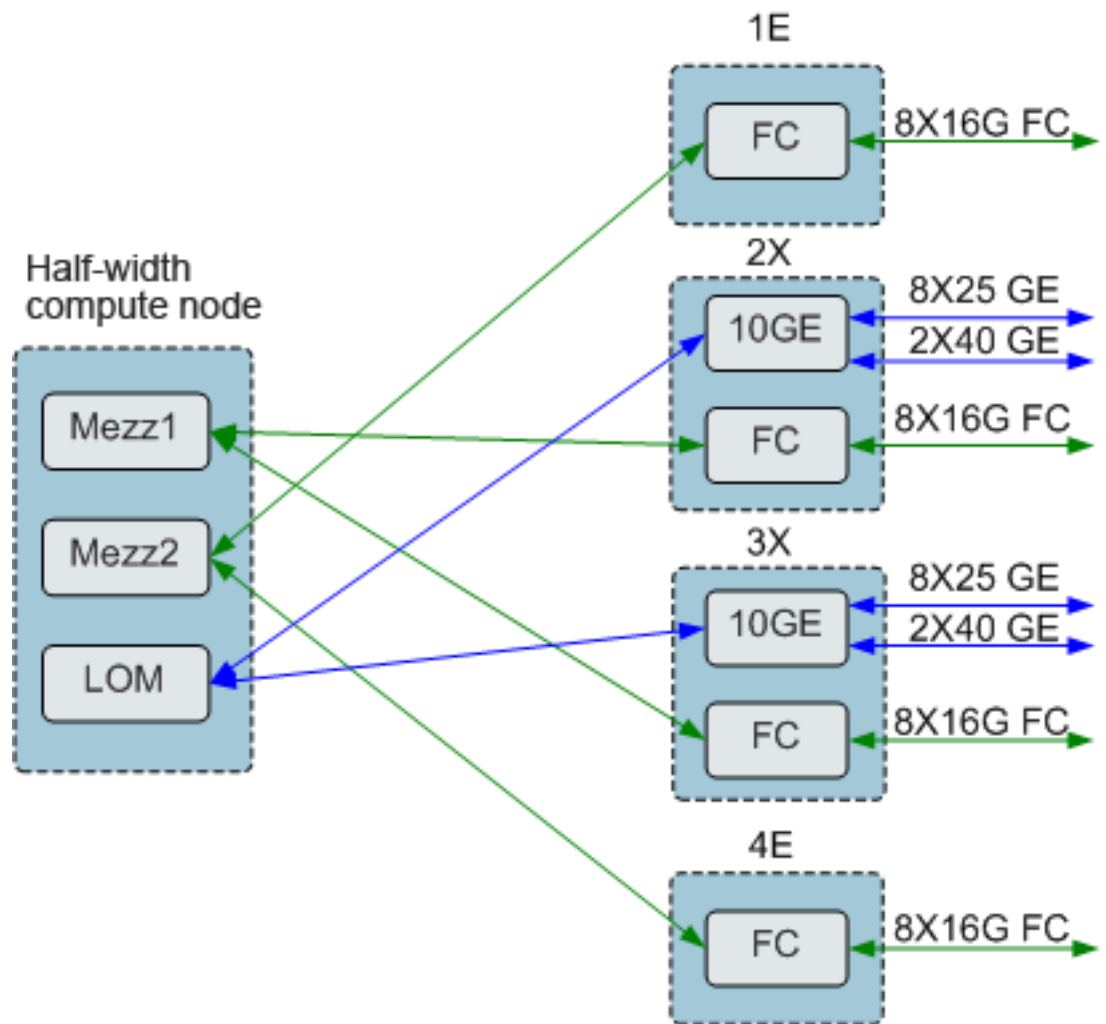 Half-width
compute node
Mezz1
Mezz2
LOM
1E
FC
8X16G FC
2X
10GE
8X25 GE
2X40 GE
FC
8X16G FC
3X
10GE
8X25 GE
2X40 GE
FC
8X16G FC
4E
FC
8X16G FC